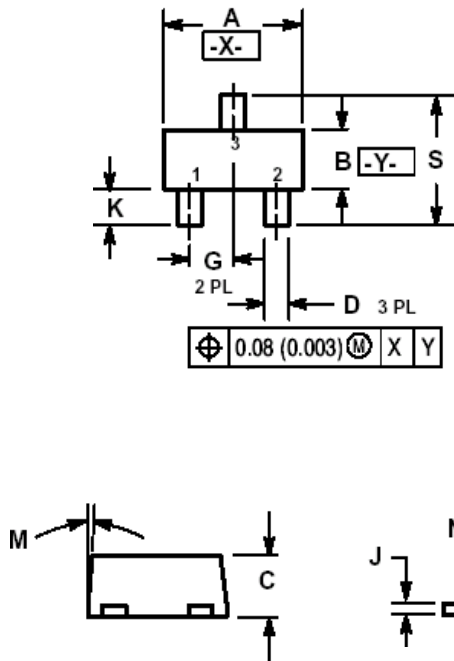 A
-X-
3
B -Y- S
1 2
K
G
2 PL
D 3 PL
⌖ 0.08 (0.003) Ⓜ X Y
M
C
J